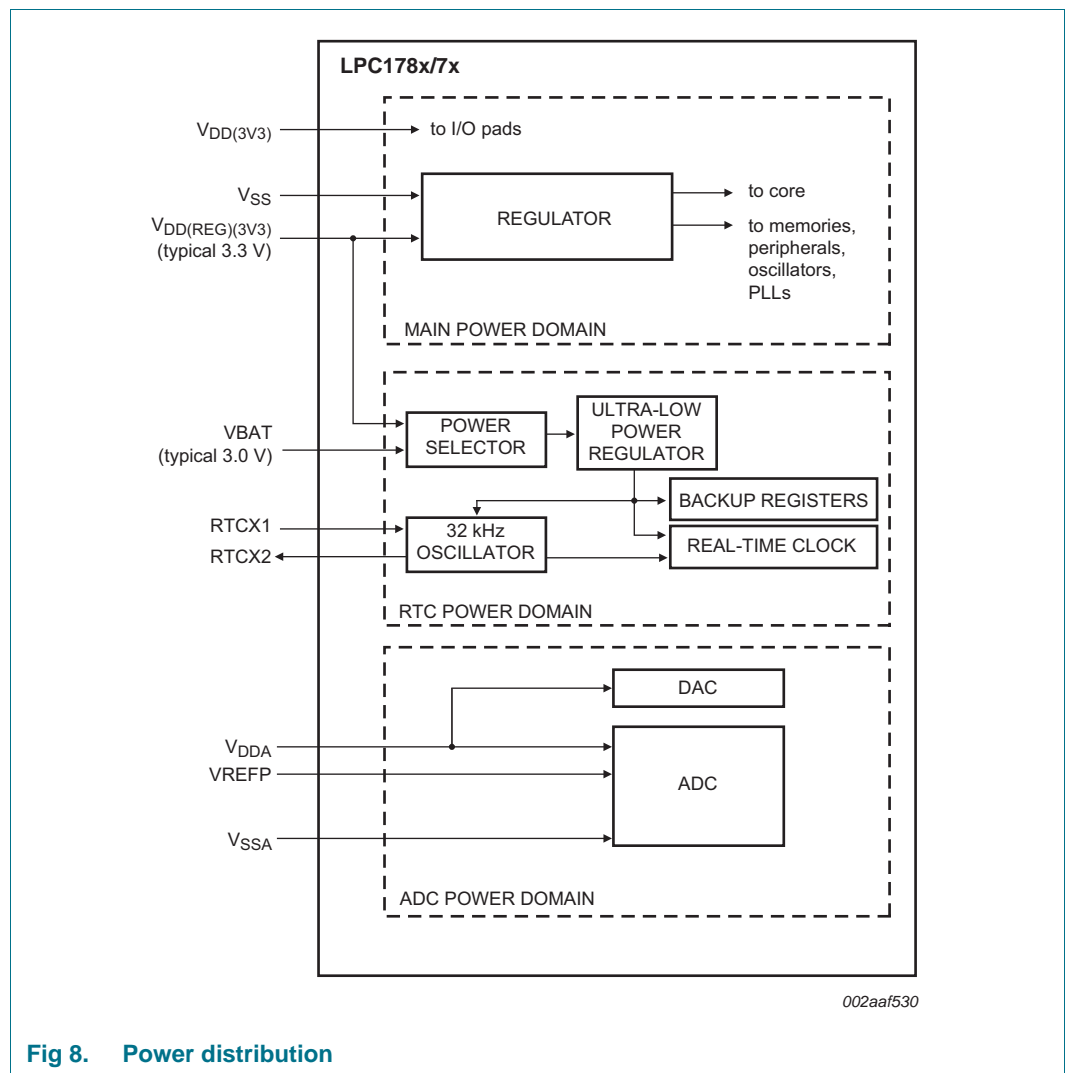 LPC178x/7x
VDD(3V3)
to I/O pads
VSS
REGULATOR
to core
VDD(REG)(3V3)
(typical 3.3 V)
to memories,
peripherals,
oscillators,
PLLs
MAIN POWER DOMAIN
ULTRA-LOW
POWER
REGULATOR
POWER
SELECTOR
VBAT
(typical 3.0 V)
BACKUP REGISTERS
RTCX1
32 kHz
OSCILLATOR
REAL-TIME CLOCK
RTCX2
RTC POWER DOMAIN
DAC
VDDA
VREFP
ADC
VSSA
ADC POWER DOMAIN
002aaf530
Fig 8. Power distribution